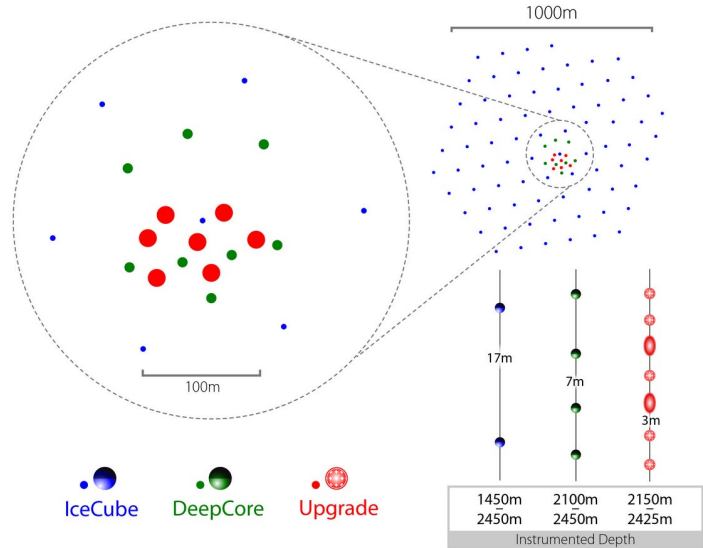 1000m
100m
17m
7m
3m
IceCube
DeepCore
Upgrade
1450m
–
2450m
2100m
–
2450m
2150m
–
2425m
Instrumented Depth